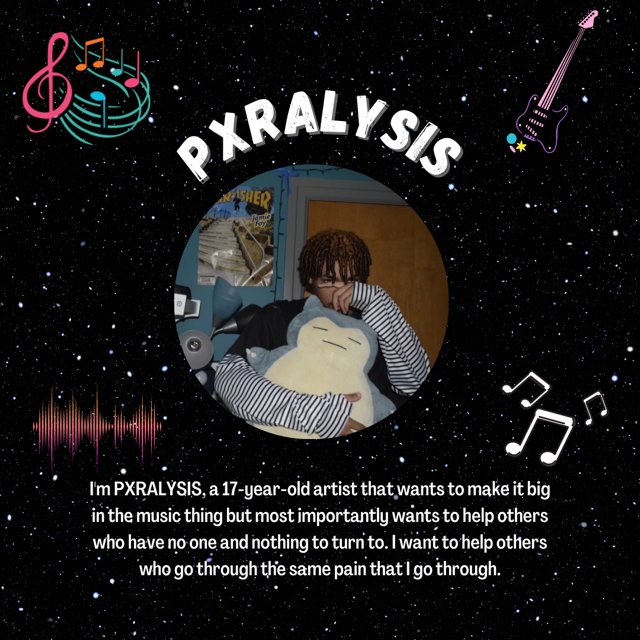 PXRALYSIS
THRASHER
I'm PXRALYSIS, a 17-year-old artist that wants to make it big
in the music thing but most importantly wants to help others
who have no one and nothing to turn to. I want to help others
who go through the same pain that I go through.